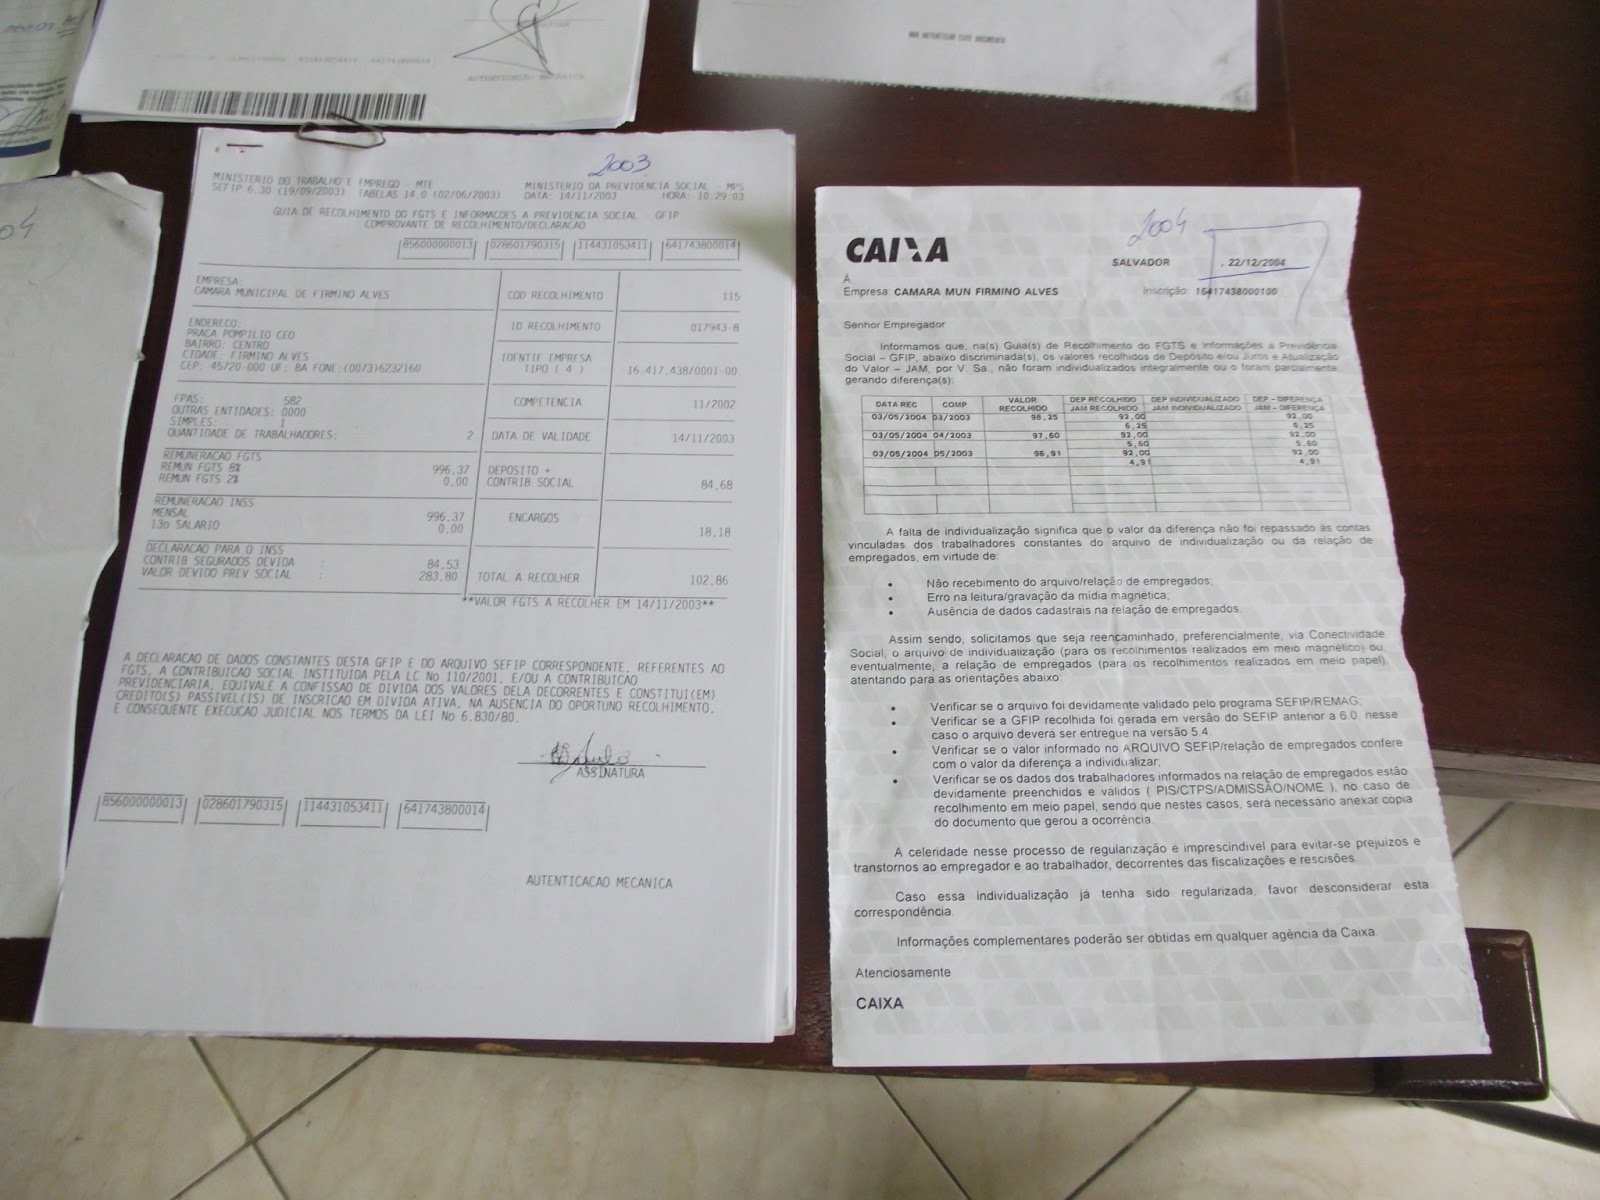 AUTENTICAÇÃO MECÂNICA
NÃO AUTENTICAR ESTE DOCUMENTO
2003
MINISTERIO DO TRABALHO E EMPREGO - MTE
MINISTERIO DA PREVIDENCIA SOCIAL - MPS
SEFIP 6.30 (19/09/2003) TABELAS 14.0 (02/06/2003)
DATA: 14/11/2003 HORA: 10.29.03
GUIA DE RECOLHIMENTO DO FGTS E INFORMACOES A PREVIDENCIA SOCIAL - GFIP
COMPROVANTE DE RECOLHIMENTO/DECLARACAO
856000000013 028601790315 114431053411 641743800014
EMPRESA:
CAMARA MUNICIPAL DE FIRMINO ALVES
COD RECOLHIMENTO 115
ENDERECO:
PRACA POMPILIO CEO
BAIRRO: CENTRO
CIDADE: FIRMINO ALVES
CEP: 45720-000 UF: BA FONE:(0073)6232160
ID RECOLHIMENTO 017943-8
IDENTIF EMPRESA
TIPO ( 4 ) 16.417.438/0001-00
FPAS: 582
OUTRAS ENTIDADES: 0000
SIMPLES: 1
QUANTIDADE DE TRABALHADORES: 2
COMPETENCIA 11/2002
DATA DE VALIDADE 14/11/2003
REMUNERACAO FGTS
REMUN FGTS 8% 996,37
REMUN FGTS 2% 0,00
DEPOSITO +
CONTRIB SOCIAL 84,68
REMUNERACAO INSS
MENSAL 996,37
13o SALARIO 0,00
ENCARGOS 18,18
DECLARACAO PARA O INSS
CONTRIB SEGURADOS DEVIDA : 84,53
VALOR DEVIDO PREV SOCIAL : 283,80
TOTAL A RECOLHER 102,86
**VALOR FGTS A RECOLHER EM 14/11/2003**
A DECLARACAO DE DADOS CONSTANTES DESTA GFIP E DO ARQUIVO SEFIP CORRESPONDENTE, REFERENTES AO
FGTS, A CONTRIBUICAO SOCIAL INSTITUIDA PELA LC No 110/2001, E/OU A CONTRIBUICAO
PREVIDENCIARIA, EQUIVALE A CONFISSAO DE DIVIDA DOS VALORES DELA DECORRENTES E CONSTITUI(EM)
CREDITO(S) PASSIVEL(IS) DE INSCRICAO EM DIVIDA ATIVA, NA AUSENCIA DO OPORTUNO RECOLHIMENTO,
E CONSEQUENTE EXECUCAO JUDICIAL NOS TERMOS DA LEI No 6.830/80.
ASSINATURA
856000000013 028601790315 114431053411 641743800014
AUTENTICACAO MECANICA
2004
CAIXA
SALVADOR , 22/12/2004
A
Empresa: CAMARA MUN FIRMINO ALVES Inscrição: 16417438000100
Senhor Empregador
Informamos que, na(s) Guia(s) de Recolhimento do FGTS e Informações à Previdência
Social – GFIP, abaixo discriminada(s), os valores recolhidos de Depósito e/ou Juros e Atualização
do Valor – JAM, por V. Sa., não foram individualizados integralmente ou o foram parcialmente,
gerando diferença(s):
DATA REC COMP VALOR RECOLHIDO DEP RECOLHIDO JAM RECOLHIDO DEP INDIVIDUALIZADO JAM INDIVIDUALIZADO DEP – DIFERENÇA JAM – DIFERENÇA
03/05/2004 03/2003 98,25 92,00 92,00
6,25 6,25
03/05/2004 04/2003 97,60 92,00 92,00
5,60 5,60
03/05/2004 05/2003 96,91 92,00 92,00
4,91 4,91
A falta de individualização significa que o valor da diferença não foi repassado às contas
vinculadas dos trabalhadores constantes do arquivo de individualização ou da relação de
empregados, em virtude de:
• Não recebimento do arquivo/relação de empregados;
• Erro na leitura/gravação da mídia magnética;
• Ausência de dados cadastrais na relação de empregados.
Assim sendo, solicitamos que seja reencaminhado, preferencialmente, via Conectividade
Social, o arquivo de individualização (para os recolhimentos realizados em meio magnético) ou,
eventualmente, a relação de empregados (para os recolhimentos realizados em meio papel),
atentando para as orientações abaixo:
• Verificar se o arquivo foi devidamente validado pelo programa SEFIP/REMAG;
• Verificar se a GFIP recolhida foi gerada em versão do SEFIP anterior a 6.0, nesse
caso o arquivo deverá ser entregue na versão 5.4
• Verificar se o valor informado no ARQUIVO SEFIP/relação de empregados confere
com o valor da diferença a individualizar;
• Verificar se os dados dos trabalhadores informados na relação de empregados estão
devidamente preenchidos e válidos ( PIS/CTPS/ADMISSÃO/NOME ), no caso de
recolhimento em meio papel, sendo que nestes casos, será necessário anexar cópia
do documento que gerou a ocorrência.
A celeridade nesse processo de regularização é imprescindível para evitar-se prejuízos e
transtornos ao empregador e ao trabalhador, decorrentes das fiscalizações e rescisões.
Caso essa individualização já tenha sido regularizada, favor desconsiderar esta
correspondência.
Informações complementares poderão ser obtidas em qualquer agência da Caixa.
Atenciosamente
CAIXA